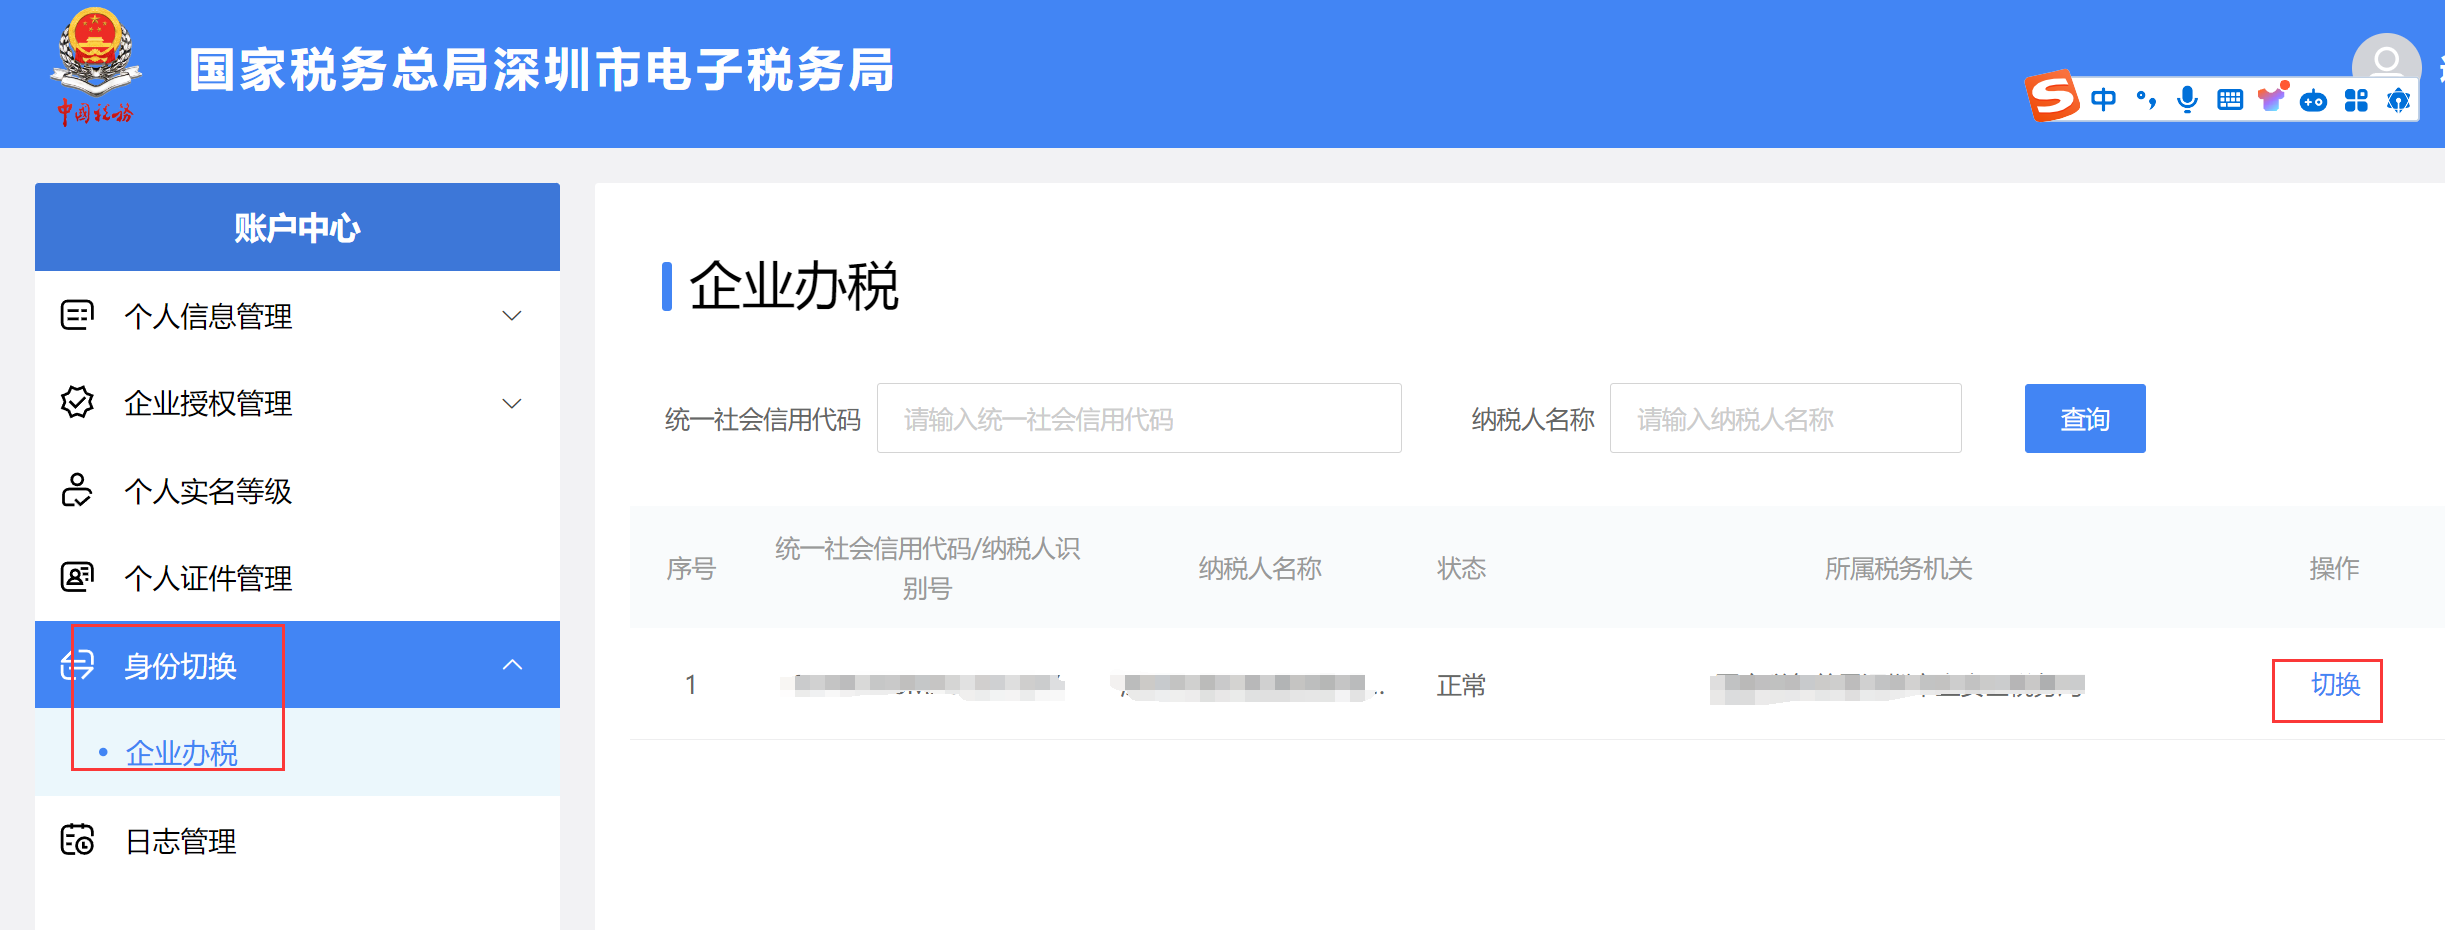 国家税务总局深圳市电子税务局
中国税务
中
账户中心
个人信息管理
企业授权管理
个人实名等级
个人证件管理
身份切换
企业办税
日志管理
企业办税
统一社会信用代码 请输入统一社会信用代码 纳税人名称 请输入纳税人名称 查询
序号 统一社会信用代码/纳税人识别号 纳税人名称 状态 所属税务机关 操作
1 正常 切换